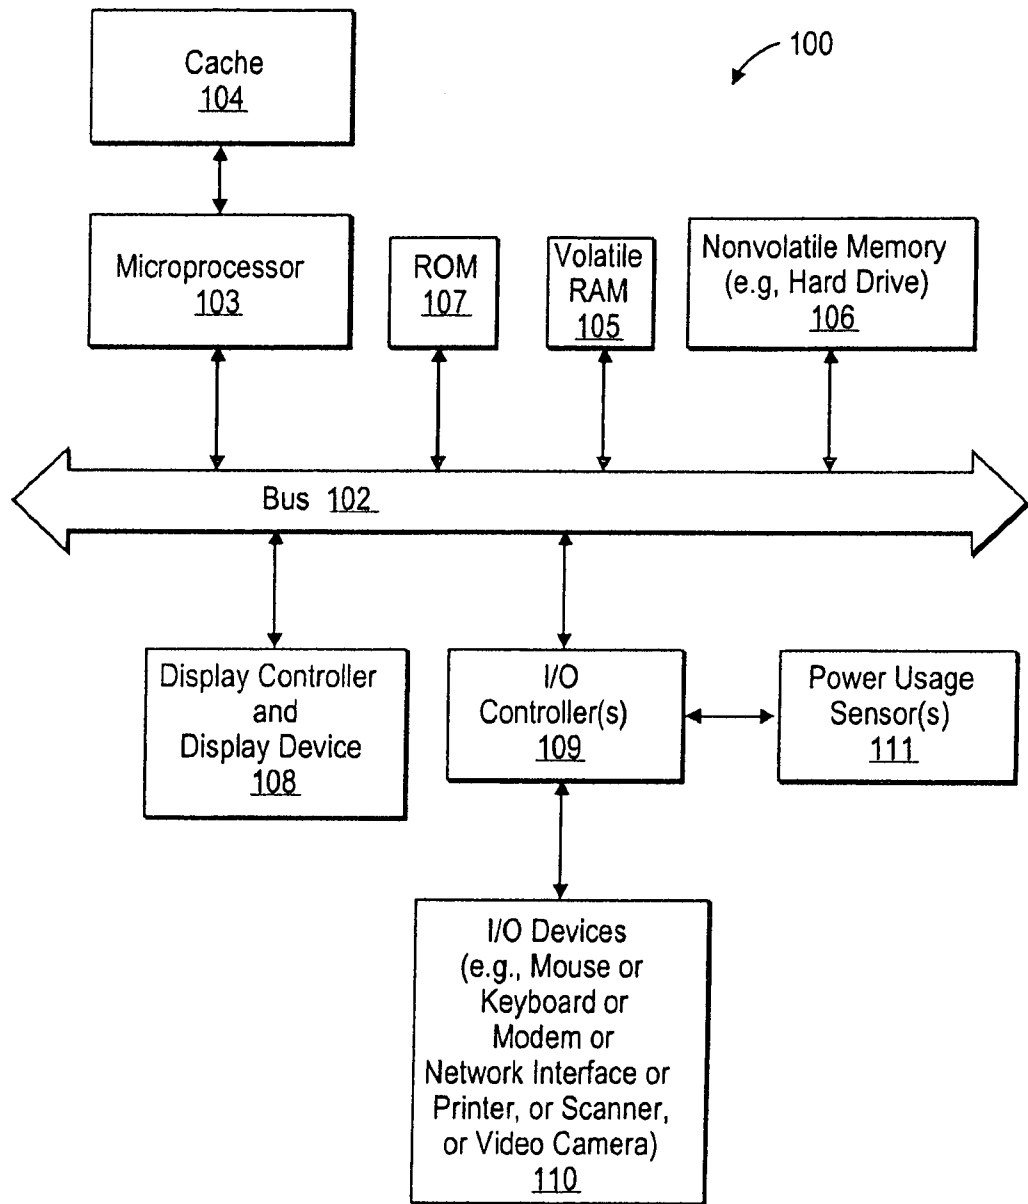 100
Cache
104
Microprocessor
103
ROM
107
Volatile
RAM
105
Nonvolatile Memory
(e.g, Hard Drive)
106
Bus 102
Display Controller
and
Display Device
108
I/O
Controller(s)
109
Power Usage
Sensor(s)
111
I/O Devices
(e.g., Mouse or
Keyboard or
Modem or
Network Interface or
Printer, or Scanner,
or Video Camera)
110